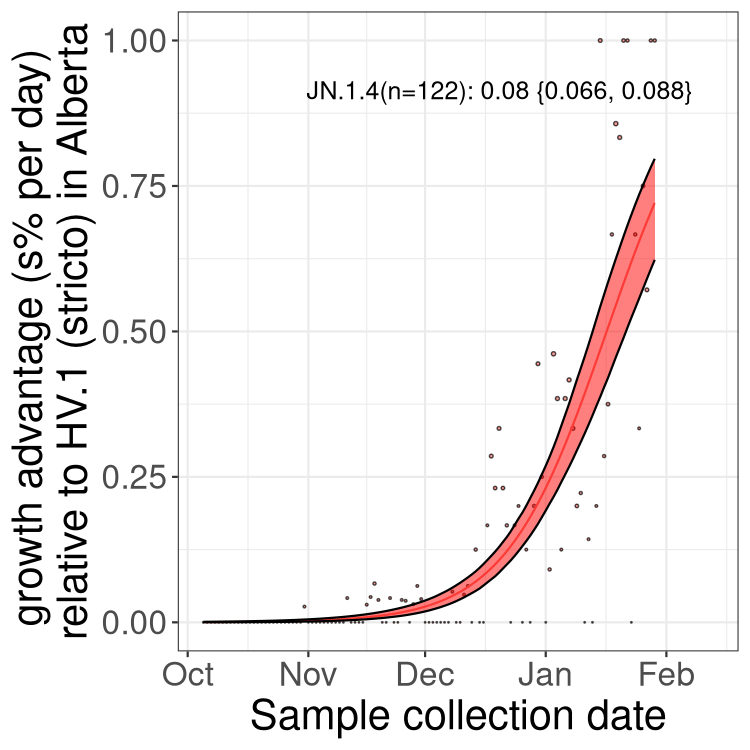 growth advantage (s% per day)
relative to HV.1 (stricto) in Alberta
1.00
0.75
0.50
0.25
0.00
JN.1.4(n=122): 0.08 {0.066, 0.088}
Oct Nov Dec Jan Feb
Sample collection date